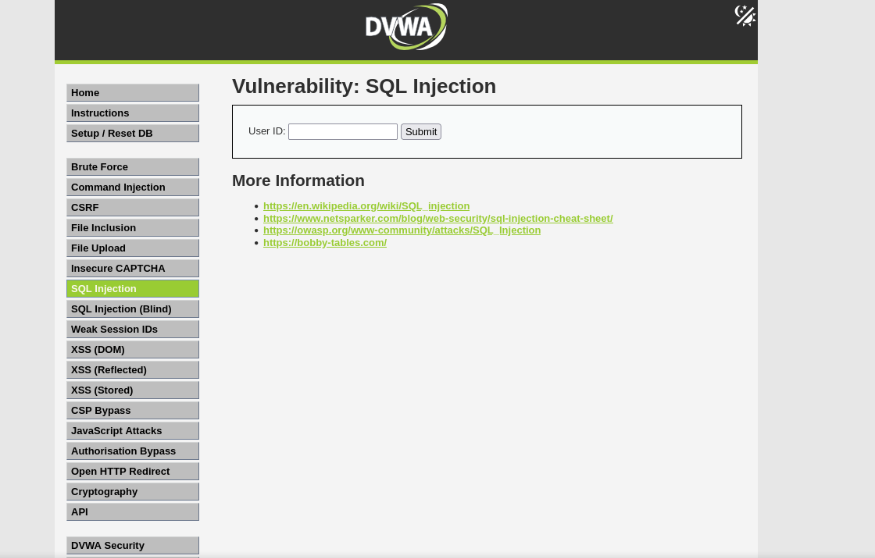 DVWA
Home
Instructions
Setup / Reset DB
Brute Force
Command Injection
CSRF
File Inclusion
File Upload
Insecure CAPTCHA
SQL Injection
SQL Injection (Blind)
Weak Session IDs
XSS (DOM)
XSS (Reflected)
XSS (Stored)
CSP Bypass
JavaScript Attacks
Authorisation Bypass
Open HTTP Redirect
Cryptography
API
DVWA Security
Vulnerability: SQL Injection
User ID: Submit
More Information
https://en.wikipedia.org/wiki/SQL_injection
https://www.netsparker.com/blog/web-security/sql-injection-cheat-sheet/
https://owasp.org/www-community/attacks/SQL_Injection
https://bobby-tables.com/